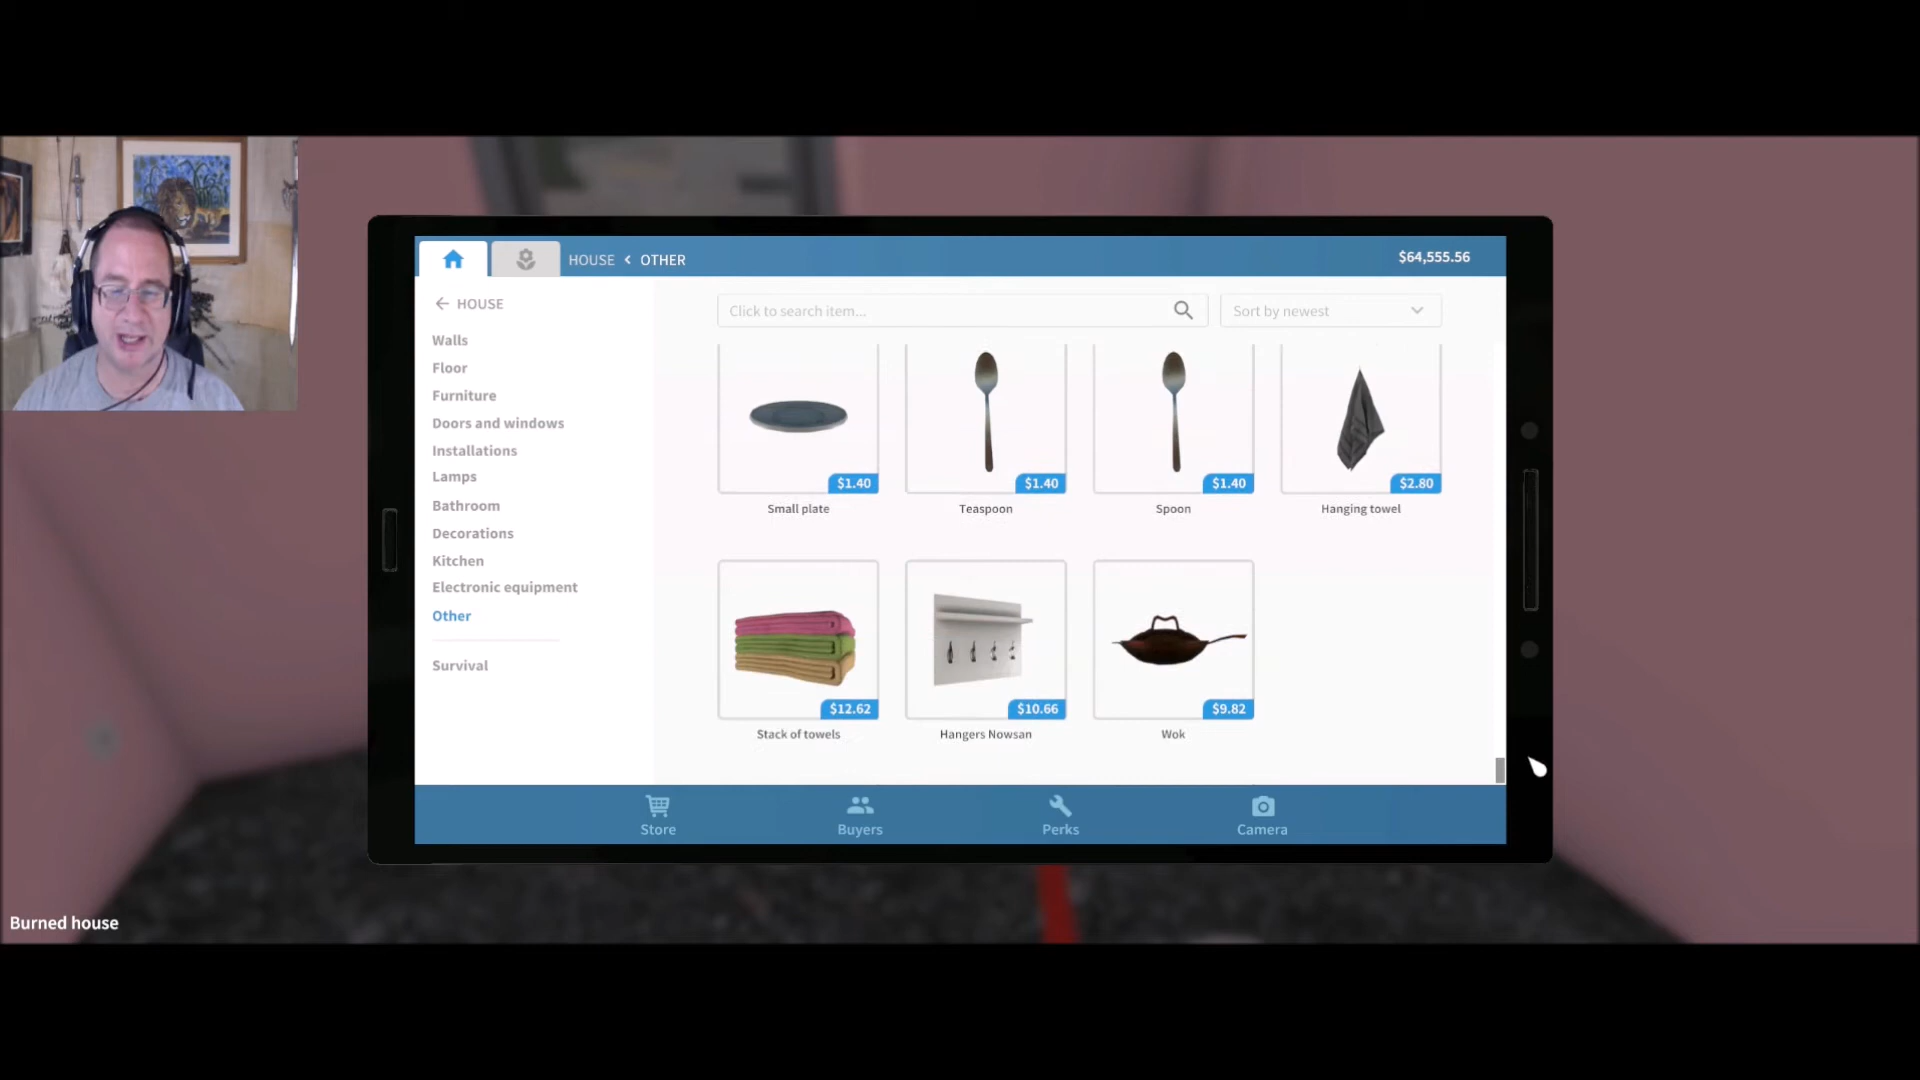 HOUSE < OTHER
$64,555.56
← HOUSE
Click to search item...
Sort by newest
Walls
Floor
Furniture
Doors and windows
Installations
Lamps
Bathroom
Decorations
Kitchen
Electronic equipment
Other
Survival
$1.40
$1.40
$1.40
$2.80
Small plate
Teaspoon
Spoon
Hanging towel
$12.62
$10.66
$9.82
Stack of towels
Hangers Nowsan
Wok
Store
Buyers
Perks
Camera
Burned house